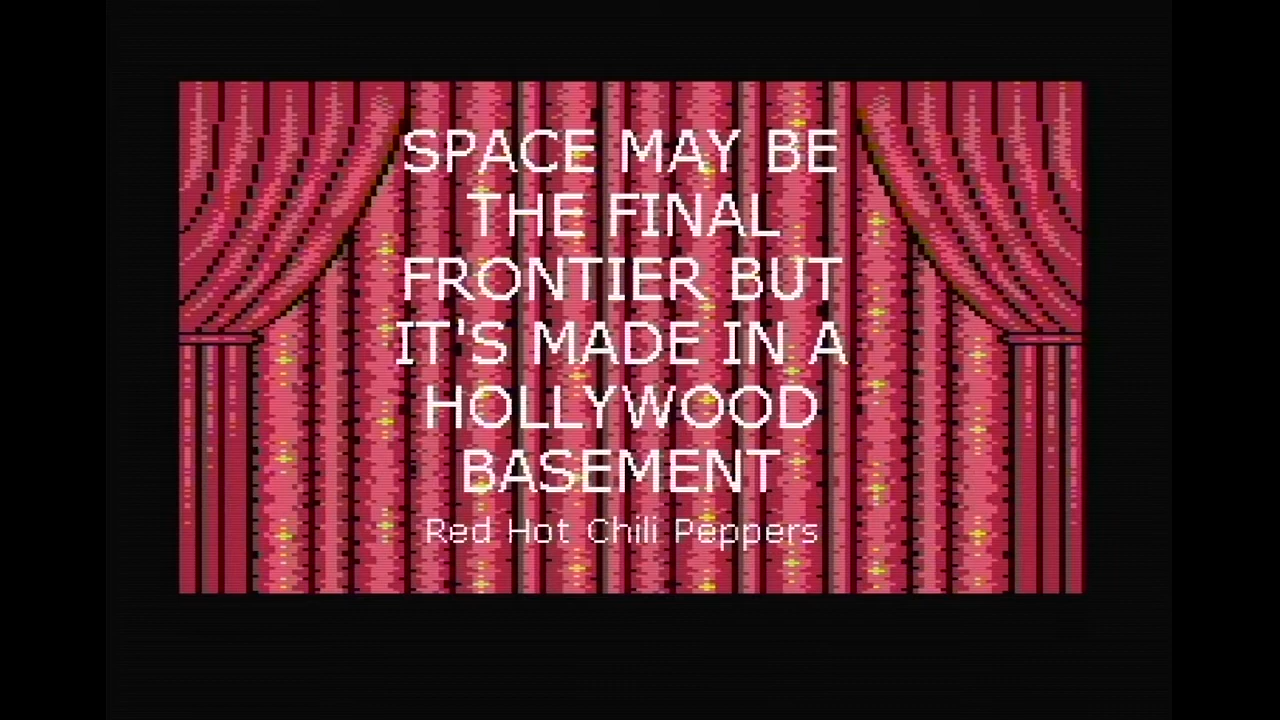 SPACE MAY BE
THE FINAL
FRONTIER BUT
IT'S MADE IN A
HOLLYWOOD
BASEMENT
Red Hot Chili Peppers